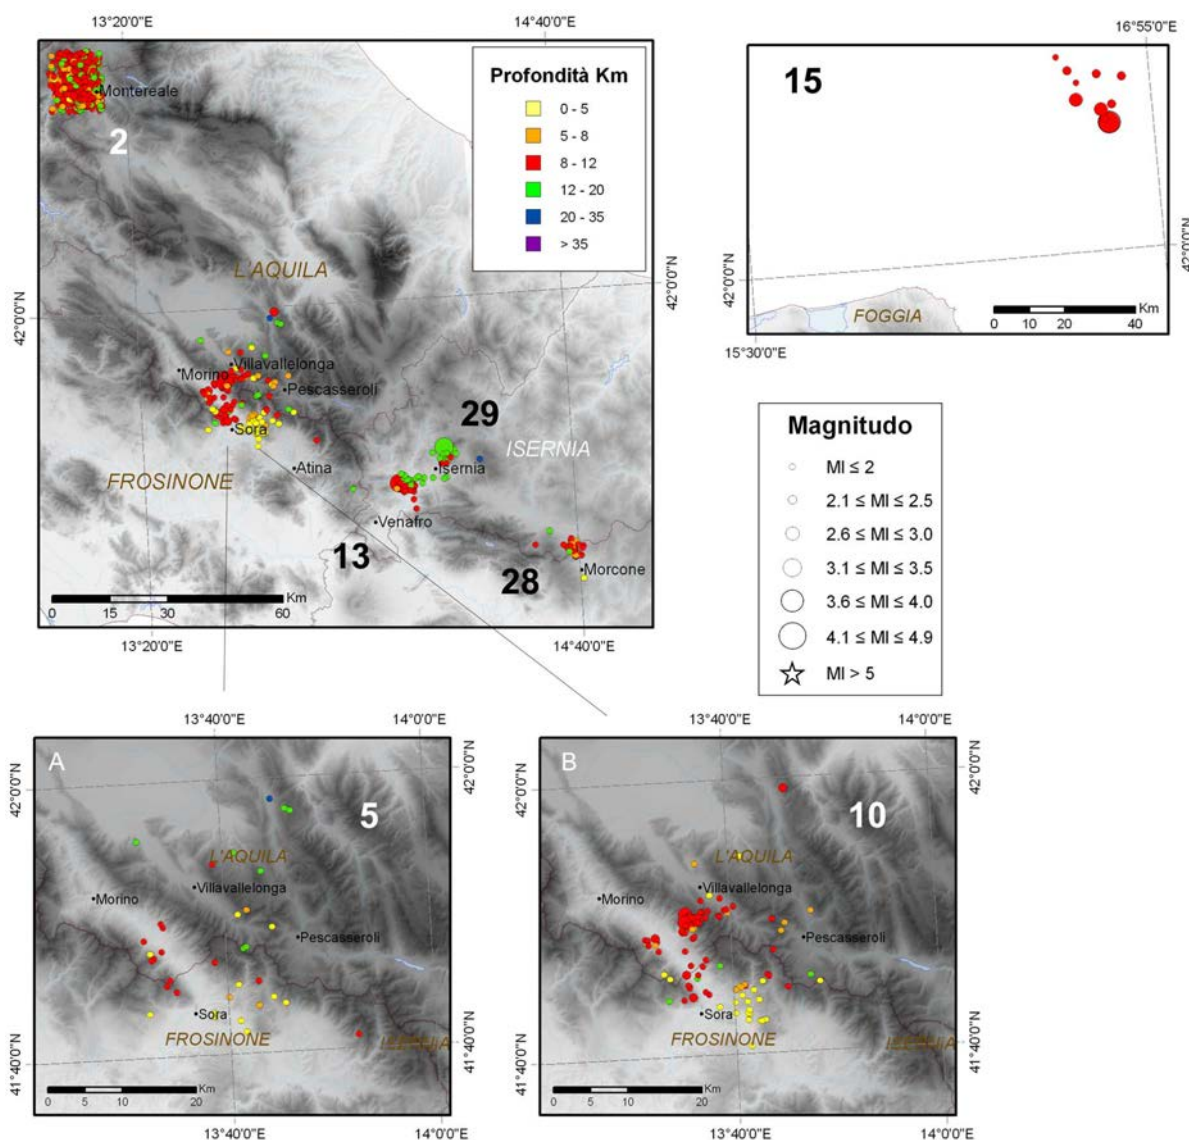 13°20'0"E
14°40'0"E
Profondità Km
0 - 5
5 - 8
8 - 12
12 - 20
20 - 35
> 35
Montereale
2
L'AQUILA
42°0'0"N
42°0'0"N
Villavallelonga
Morino
Pescasseroli
Sora
29
ISERNIA
Atina
Isernia
FROSINONE
Venafro
13
28
Morcone
Km
0 15 30 60
13°20'0"E
14°40'0"E
16°55'0"E
15
42°0'0"N
42°0'0"N
FOGGIA
Km
0 10 20 40
15°30'0"E
Magnitudo
Ml ≤ 2
2.1 ≤ Ml ≤ 2.5
2.6 ≤ Ml ≤ 3.0
3.1 ≤ Ml ≤ 3.5
3.6 ≤ Ml ≤ 4.0
4.1 ≤ Ml ≤ 4.9
Ml > 5
13°40'0"E
14°0'0"E
A
5
42°0'0"N
42°0'0"N
L'AQUILA
Villavallelonga
Morino
Pescasseroli
Sora
FROSINONE
ISERNIA
41°40'0"N
41°40'0"N
Km
0 5 10 20
13°40'0"E
14°0'0"E
13°40'0"E
14°0'0"E
B
10
42°0'0"N
42°0'0"N
L'AQUILA
Villavallelonga
Morino
Pescasseroli
Sora
FROSINONE
ISERNIA
41°40'0"N
41°40'0"N
Km
0 5 10 20
13°40'0"E
14°0'0"E